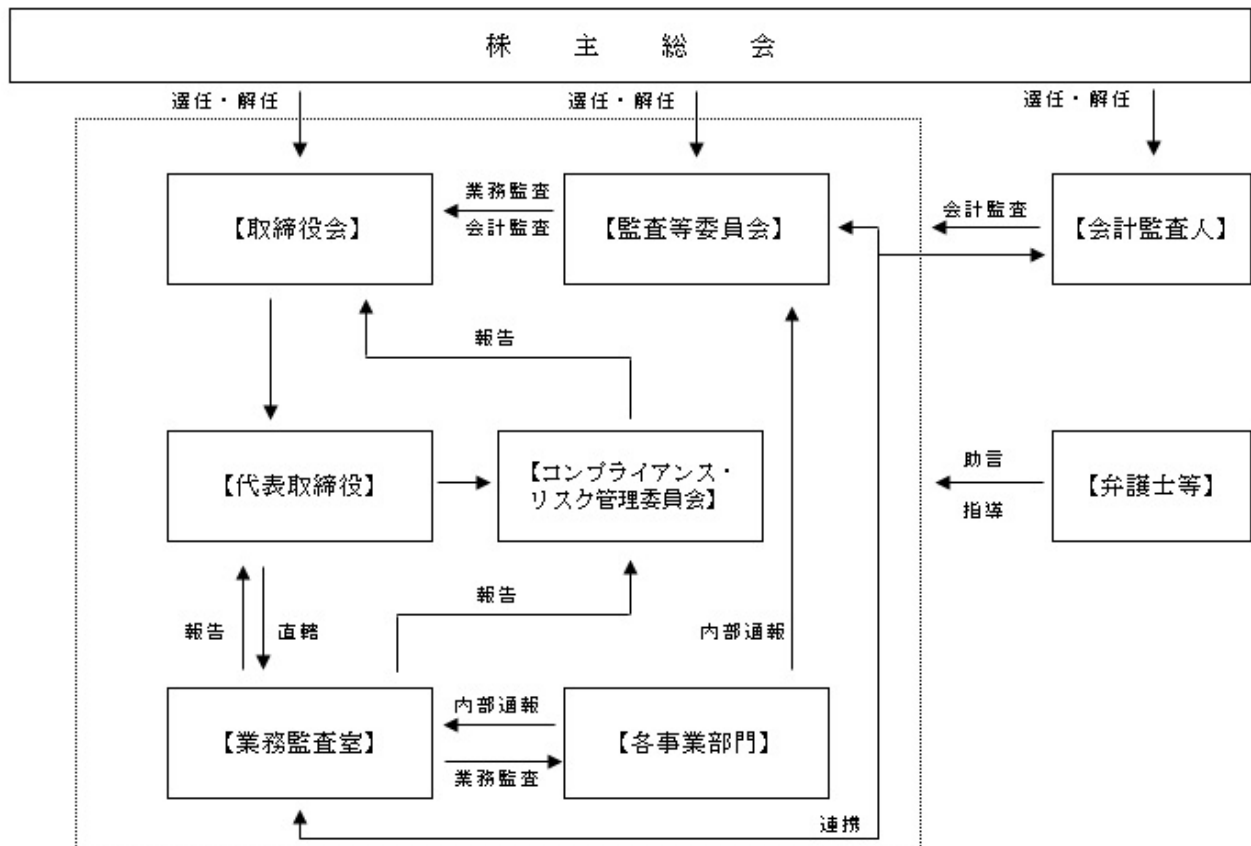 株主総会
選任・解任
選任・解任
選任・解任
【取締役会】
業務監査
会計監査
【監査等委員会】
会計監査
【会計監査人】
報告
【代表取締役】
【コンプライアンス・
リスク管理委員会】
助言
指導
【弁護士等】
報告
直轄
報告
内部通報
【業務監査室】
内部通報
業務監査
【各事業部門】
連携